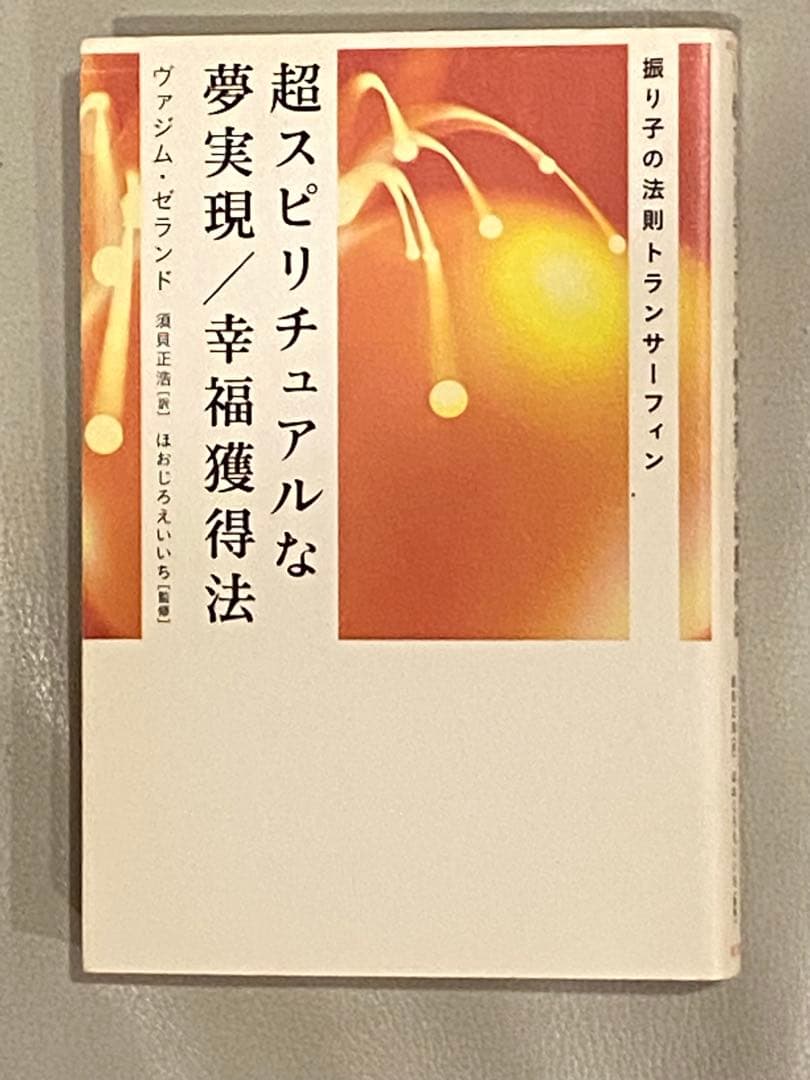 振り子の法則トランサーフィン
超スピリチュアルな
夢実現／幸福獲得法
ヴァジム・ゼランド
須貝正浩［訳］ ほおじろえいいち［監修］